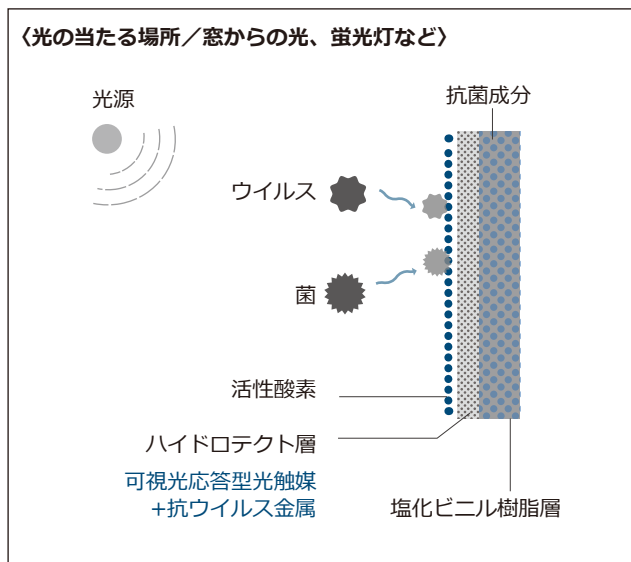 〈光の当たる場所／窓からの光、蛍光灯など〉
光源
抗菌成分
ウイルス
菌
活性酸素
ハイドロテクト層
可視光応答型光触媒
+抗ウイルス金属
塩化ビニル樹脂層